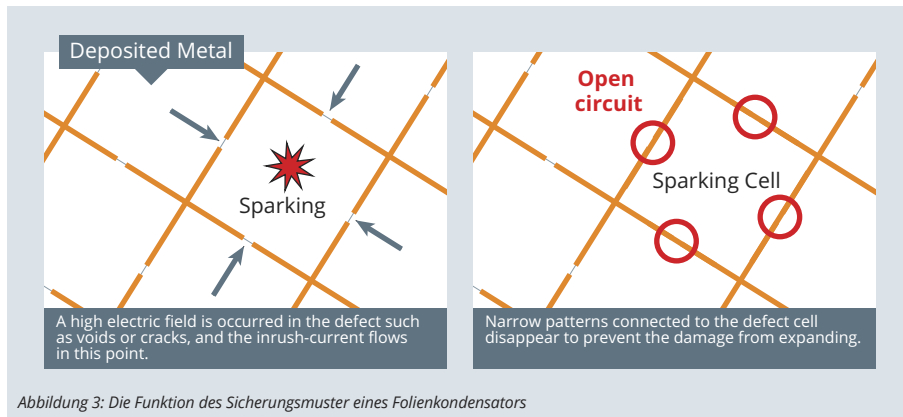 Deposited Metal
Sparking
A high electric field is occurred in the defect such
as voids or cracks, and the inrush-current flows
in this point.
Open
circuit
Sparking Cell
Narrow patterns connected to the defect cell
disappear to prevent the damage from expanding.
Abbildung 3: Die Funktion des Sicherungsmuster eines Folienkondensators